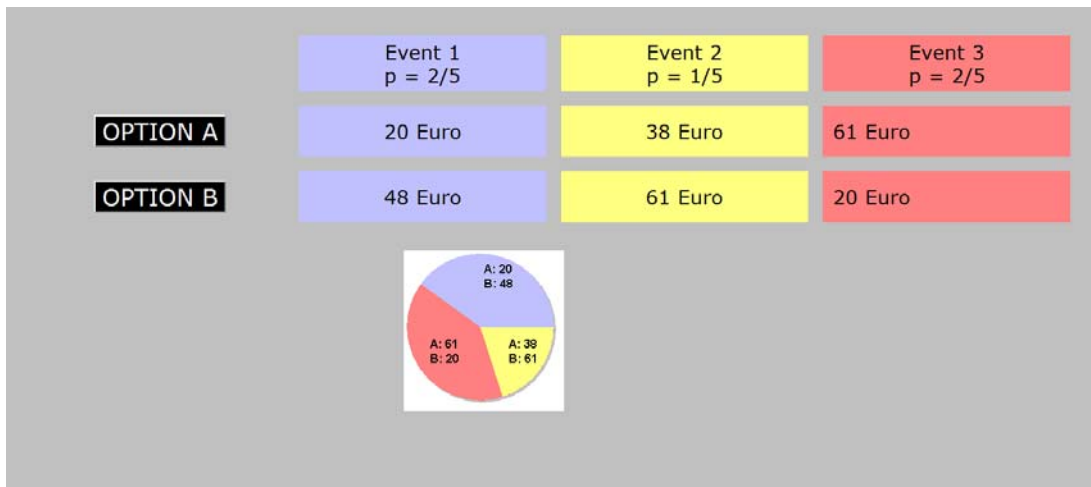 Event 1
p = 2/5
Event 2
p = 1/5
Event 3
p = 2/5
OPTION A
20 Euro
38 Euro
61 Euro
OPTION B
48 Euro
61 Euro
20 Euro
A: 20
B: 48
A: 61
B: 20
A: 38
B: 61